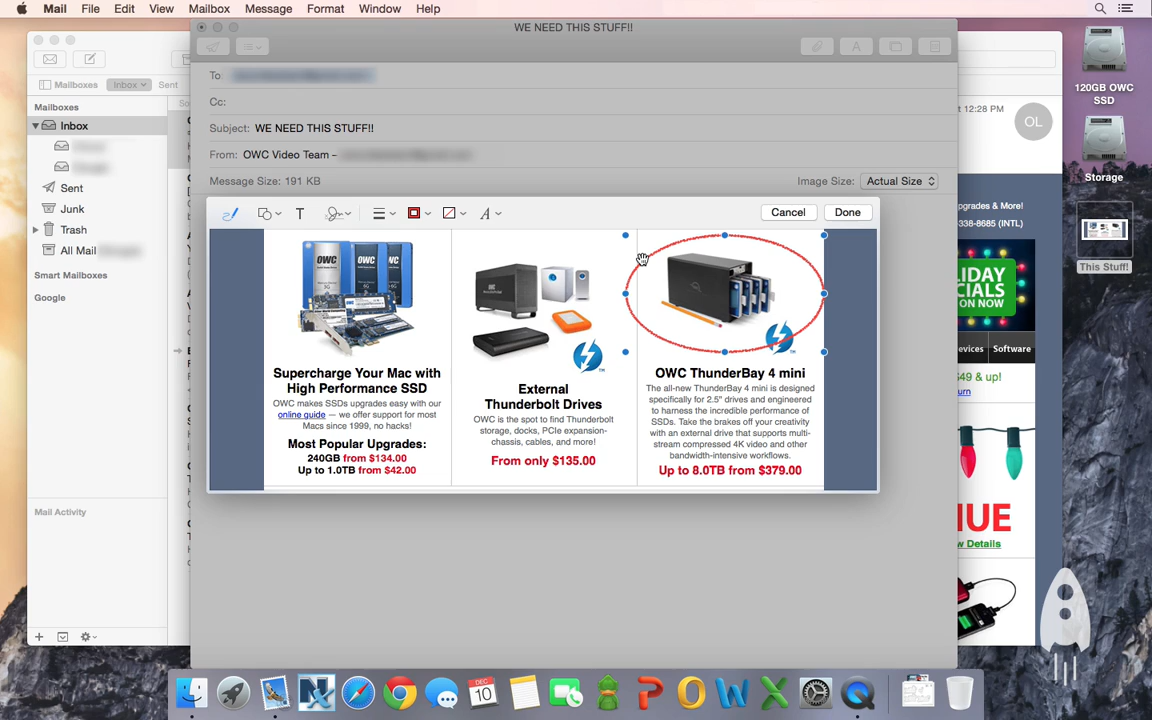 Mail File Edit View Mailbox Message Format Window Help
WE NEED THIS STUFF!!
To
Cc:
Subject: WE NEED THIS STUFF!!
From: OWC Video Team –
Message Size: 191 KB
Image Size: Actual Size
Mailboxes Inbox Sent
Mailboxes
Inbox
Sent
Junk
Trash
All Mail
Smart Mailboxes
Google
Mail Activity
T
A
Cancel
Done
OWC
OWC
Supercharge Your Mac with
High Performance SSD
OWC makes SSDs upgrades easy with our
online guide — we offer support for most
Macs since 1999, no hacks!
Most Popular Upgrades:
240GB from $134.00
Up to 1.0TB from $42.00
External
Thunderbolt Drives
OWC is the spot to find Thunderbolt
storage, docks, PCIe expansion-
chassis, cables, and more!
From only $135.00
OWC ThunderBay 4 mini
The all-new ThunderBay 4 mini is designed
specifically for 2.5" drives and engineered
to harness the incredible performance of
SSDs. Take the brakes off your creativity
with an external drive that supports multi-
stream compressed 4K video and other
bandwidth-intensive workflows.
Up to 8.0TB from $379.00
t 12:28 PM
OL
pgrades & More!
338-8685 (INTL)
LIDAY
CIALS
ON NOW
evices Software
$49 & up!
urn
NUE
w Details
120GB OWC
SSD
Storage
This Stuff!
DEC
10